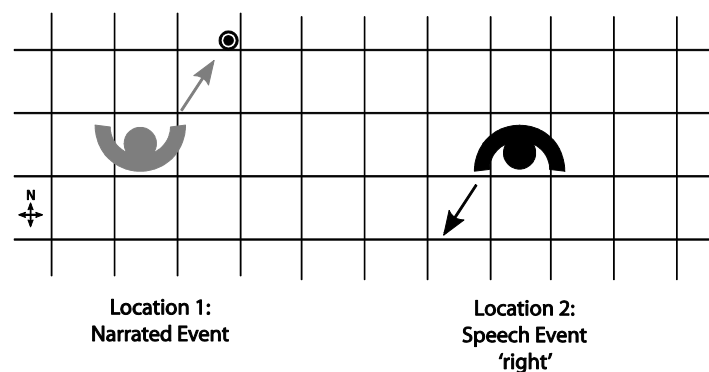 N
Location 1:
Narrated Event
Location 2:
Speech Event
'right'